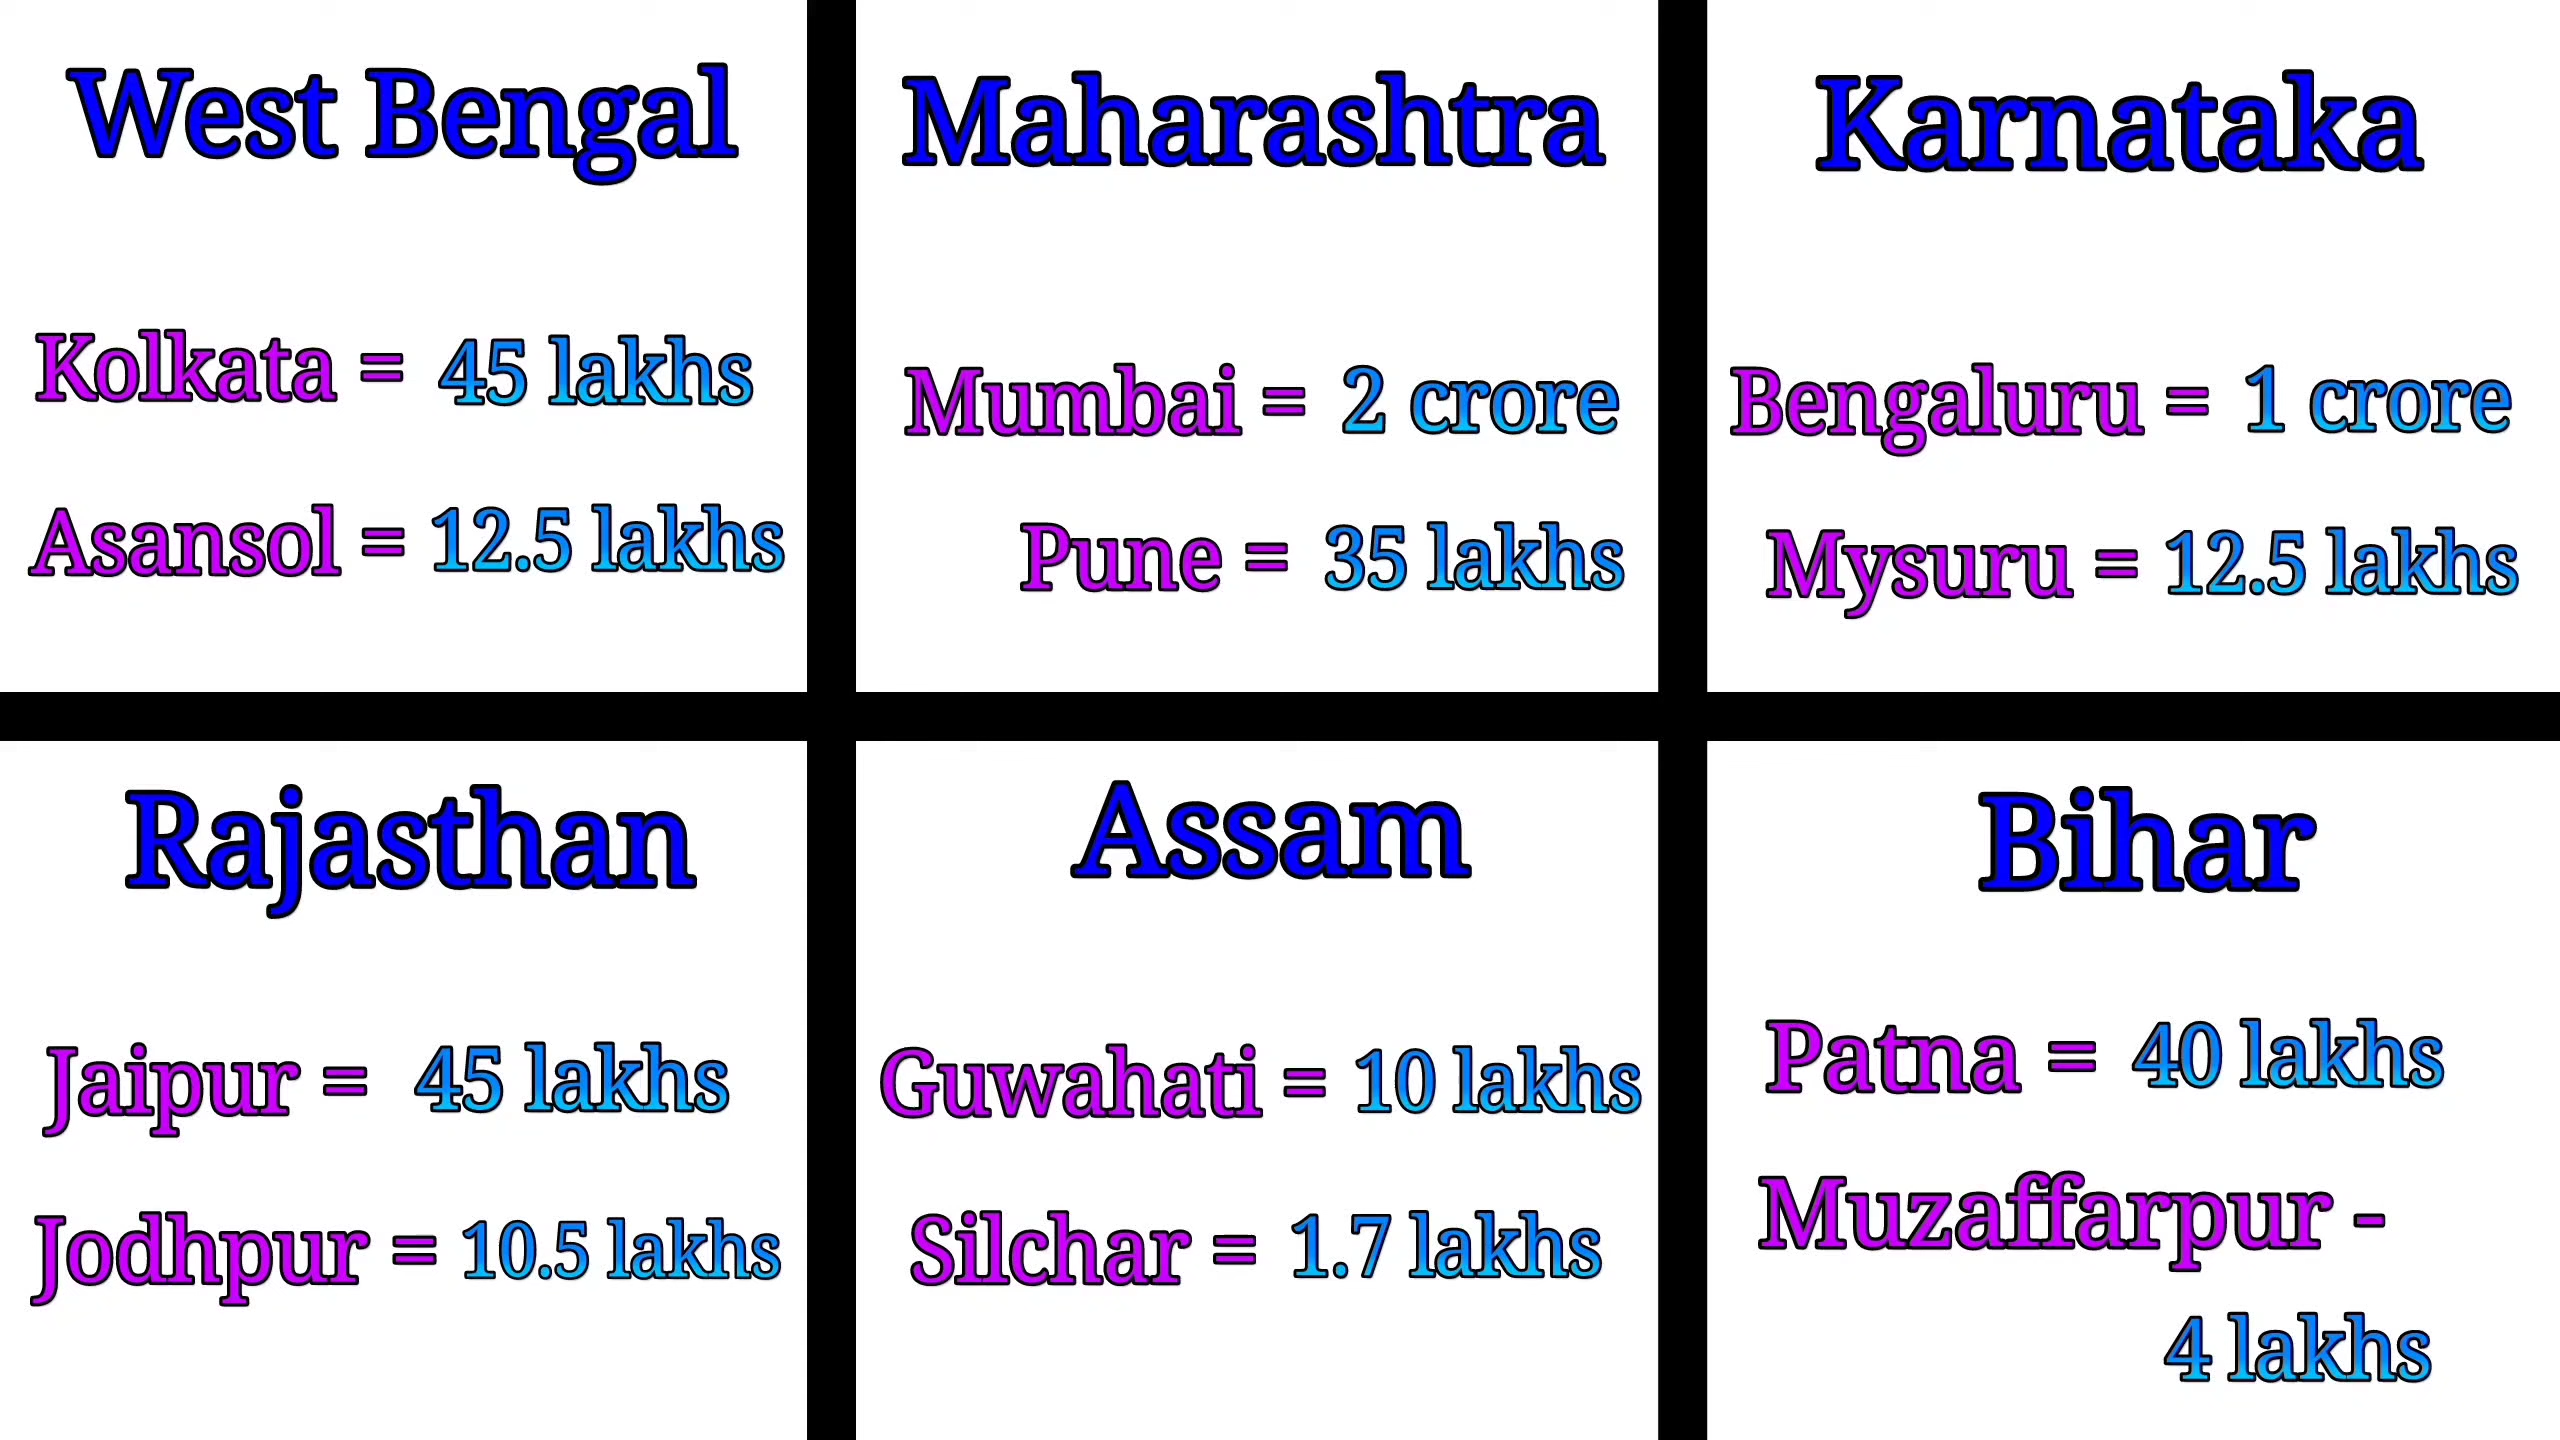 West Bengal
Kolkata = 45 lakhs
Asansol = 12.5 lakhs
Maharashtra
Mumbai = 2 crore
Pune = 35 lakhs
Karnataka
Bengaluru = 1 crore
Mysuru = 12.5 lakhs
Rajasthan
Jaipur = 45 lakhs
Jodhpur = 10.5 lakhs
Assam
Guwahati = 10 lakhs
Silchar = 1.7 lakhs
Bihar
Patna = 40 lakhs
Muzaffarpur -
4 lakhs